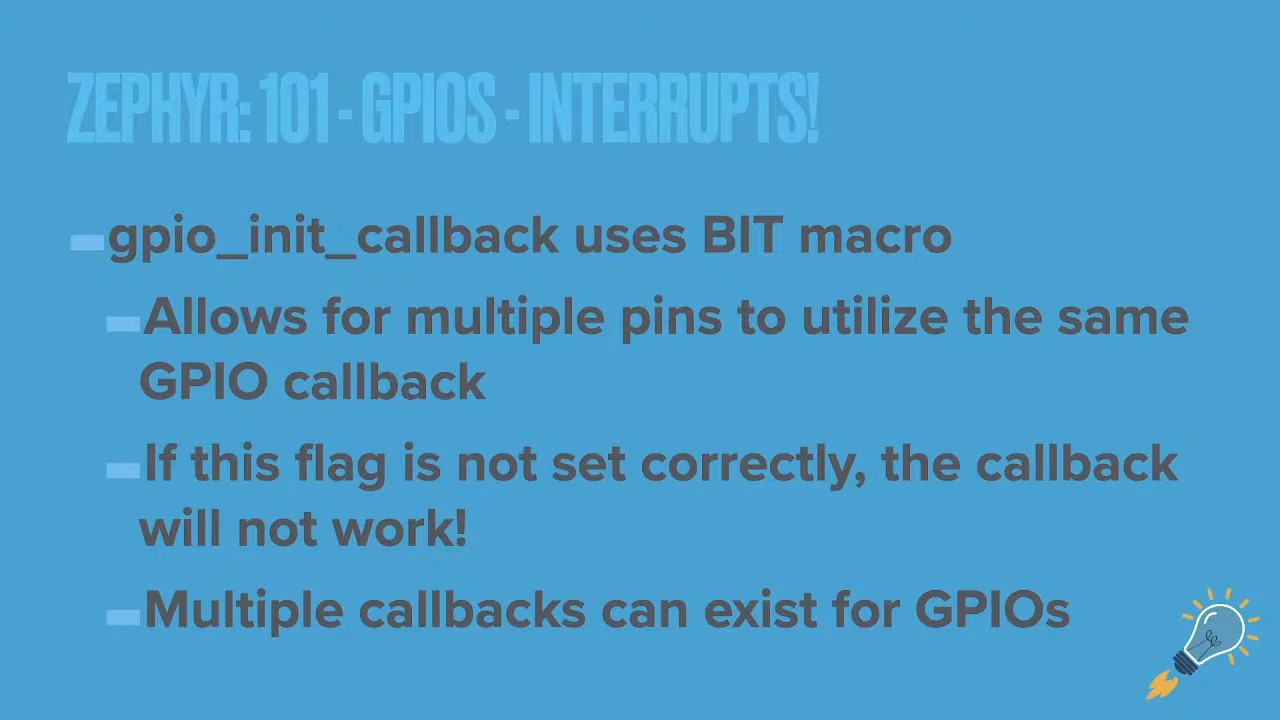 ZEPHYR: 101 - GPIOS - INTERRUPTS!
gpio_init_callback uses BIT macro
Allows for multiple pins to utilize the same
GPIO callback
If this flag is not set correctly, the callback
will not work!
Multiple callbacks can exist for GPIOs